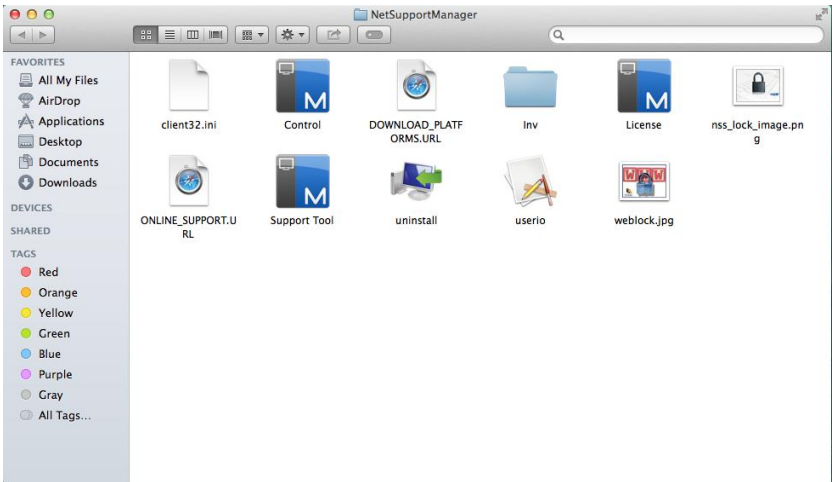 NetSupportManager
FAVORITES
All My Files
AirDrop
Applications
Desktop
Documents
Downloads
DEVICES
SHARED
TAGS
Red
Orange
Yellow
Green
Blue
Purple
Gray
All Tags...
M
M
client32.ini
Control
DOWNLOAD_PLATF
ORMS.URL
Inv
License
nss_lock_image.pn
g
M
WWW
ONLINE_SUPPORT.U
RL
Support Tool
uninstall
userio
weblock.jpg